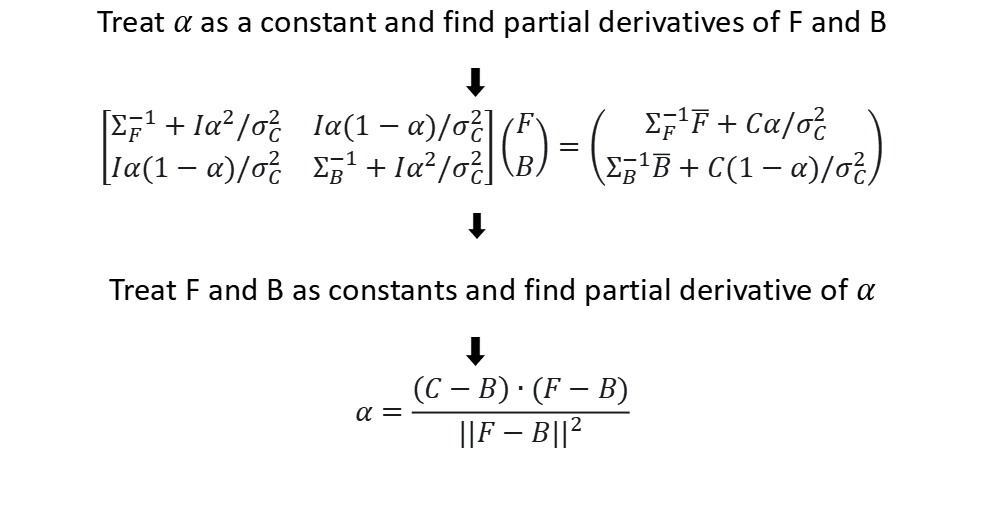 Treat α as a constant and find partial derivatives of F and B
[Σ_F^{-1} + Iα²/σ_C² Iα(1 − α)/σ_C²; Iα(1 − α)/σ_C² Σ_B^{-1} + Iα²/σ_C²] (F; B) = (Σ_F^{-1}F̅ + Cα/σ_C²; Σ_B^{-1}B̅ + C(1 − α)/σ_C²)
Treat F and B as constants and find partial derivative of α
α = (C − B) · (F − B) / ||F − B||²